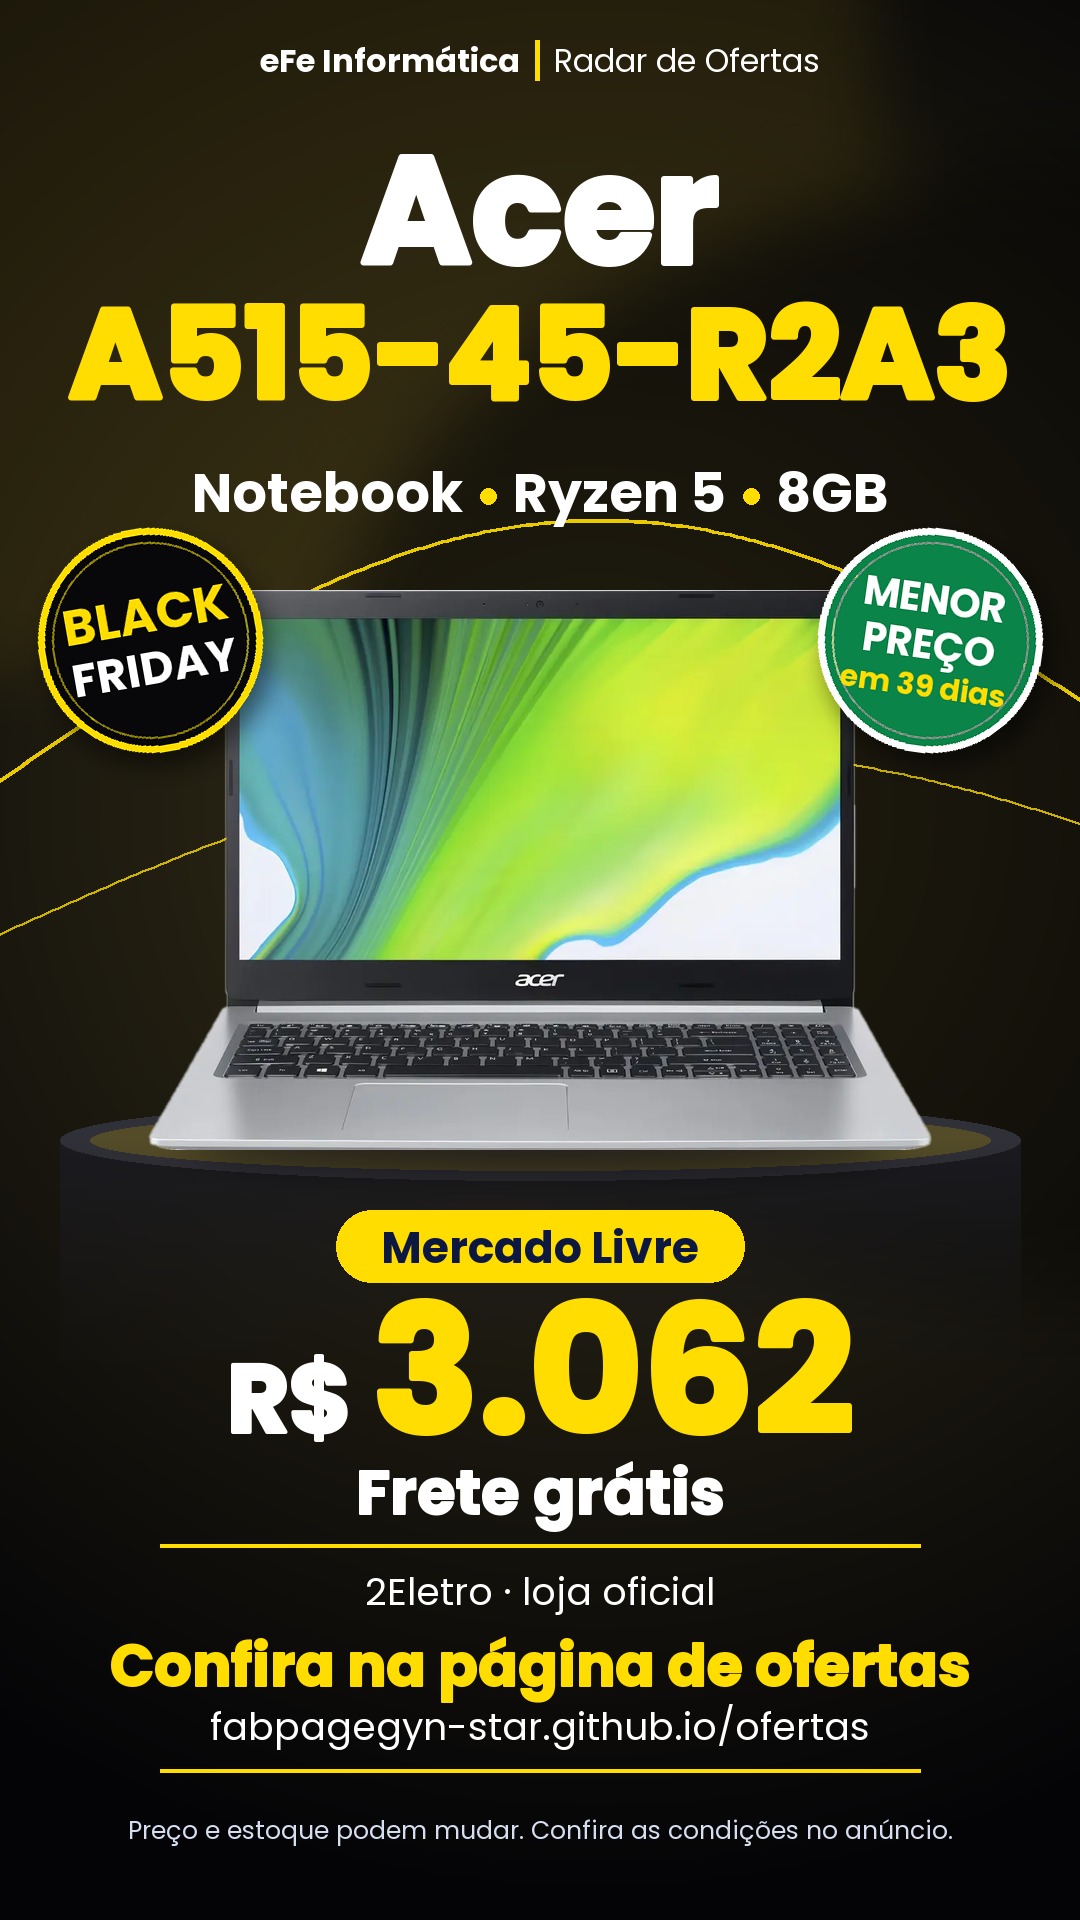 eFe Informática | Radar de Ofertas
Acer
A515-45-R2A3
Notebook • Ryzen 5 • 8GB
BLACK
FRIDAY
MENOR
PREÇO
em 39 dias
acer
Mercado Livre
R$ 3.062
Frete grátis
2Eletro · loja oficial
Confira na página de ofertas
fabpagegyn-star.github.io/ofertas
Preço e estoque podem mudar. Confira as condições no anúncio.